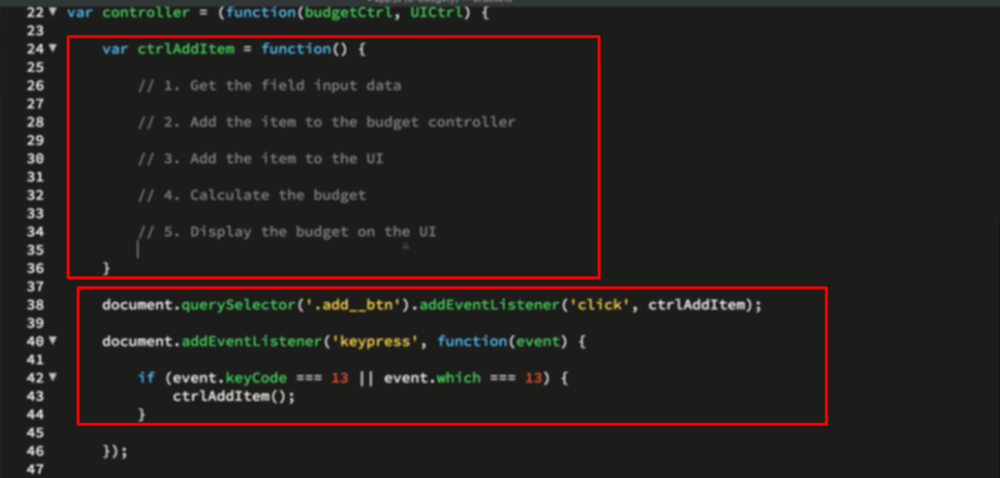 22 var controller = (function(budgetCtrl, UICtrl) {
23
24 var ctrlAddItem = function() {
25
26 // 1. Get the field input data
27
28 // 2. Add the item to the budget controller
29
30 // 3. Add the item to the UI
31
32 // 4. Calculate the budget
33
34 // 5. Display the budget on the UI
35
36 }
37
38 document.querySelector('.add__btn').addEventListener('click', ctrlAddItem);
39
40 document.addEventListener('keypress', function(event) {
41
42 if (event.keyCode === 13 || event.which === 13) {
43 ctrlAddItem();
44 }
45
46 });
47